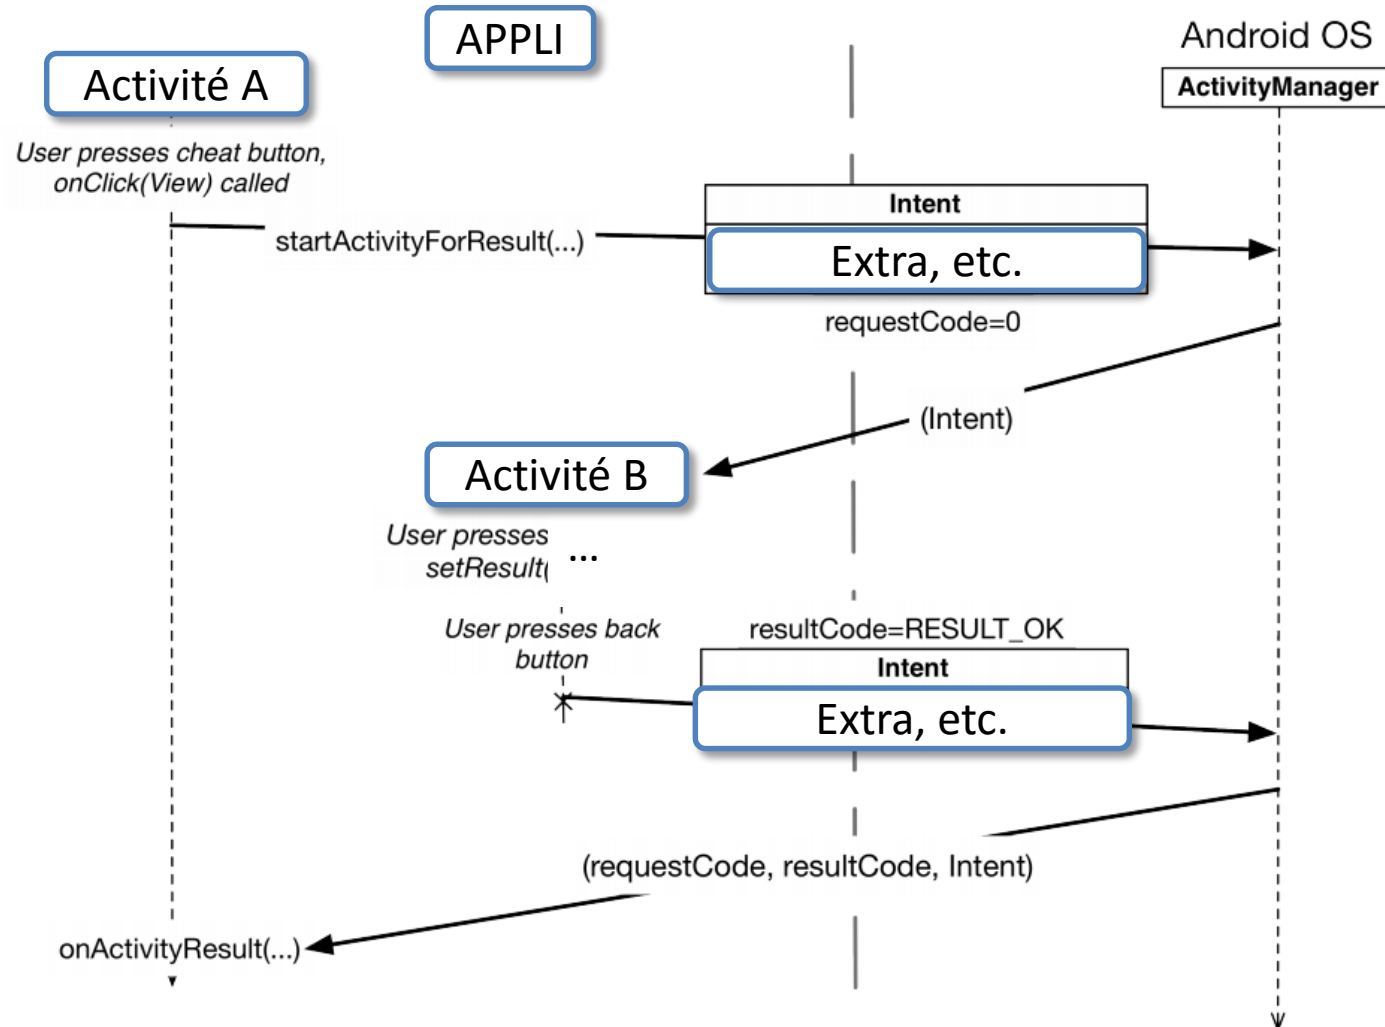 APPLI
Android OS
Activité A
ActivityManager
User presses cheat button,
onClick(View) called
Intent
startActivityForResult(...)
Extra, etc.
requestCode=0
(Intent)
Activité B
User presses
...
setResult(
User presses back
button
resultCode=RESULT_OK
Intent
Extra, etc.
(requestCode, resultCode, Intent)
onActivityResult(...)